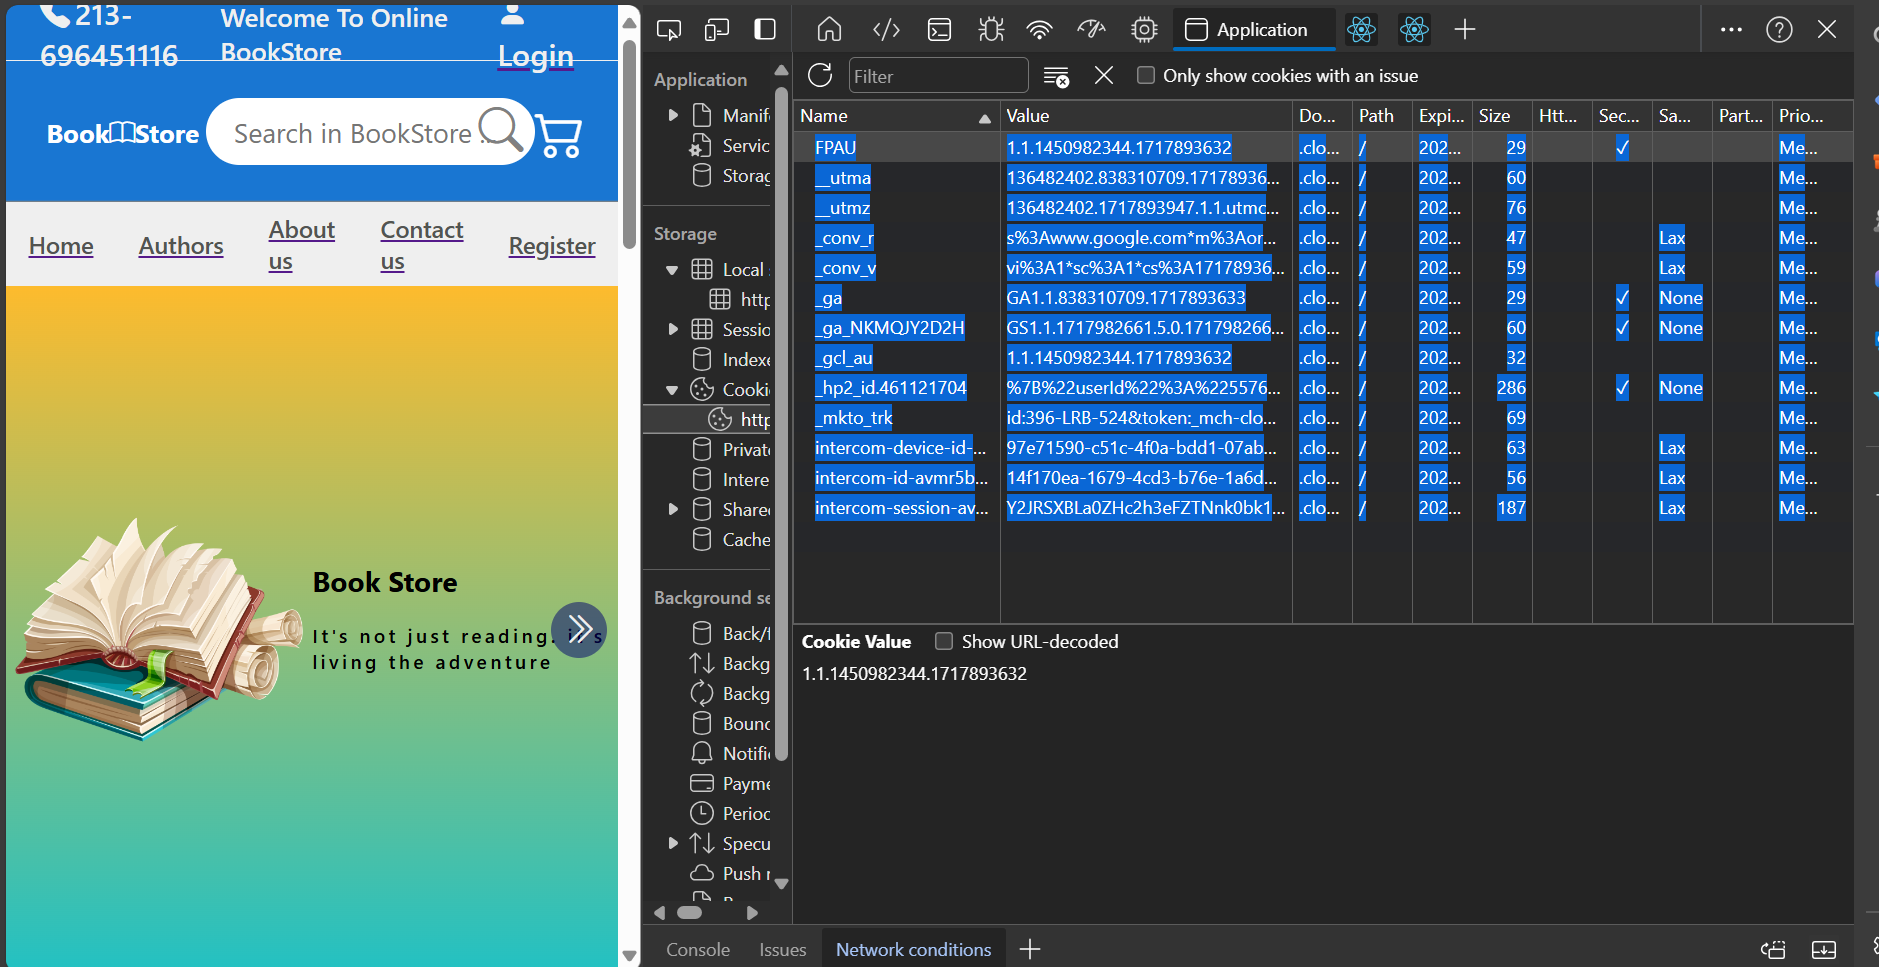 213-
696451116
Welcome To Online
BookStore
Login
Book Store
Search in BookStore ...
Home
Authors
About
us
Contact
us
Register
Book Store
It's not just reading. it's
living the adventure
Application
Filter
Only show cookies with an issue
Application
Manif
Servic
Storag
Storage
Local
http
Sessio
Indexe
Cooki
http
Privat
Intere
Shared
Cache
Background se
Back/f
Backg
Backg
Bounc
Notifi
Payme
Period
Specu
Push r
Name Value Do... Path Expi... Size Htt... Sec... Sa... Part... Prio...
FPAU 1.1.1450982344.1717893632 .clo... / 202... 29 ✓ Me...
__utma 136482402.838310709.17178936... .clo... / 202... 60 Me...
__utmz 136482402.1717893947.1.1.utmc... .clo... / 202... 76 Me...
_conv_r s%3Awww.google.com*m%3Aor... .clo... / 202... 47 Lax Me...
_conv_v vi%3A1*sc%3A1*cs%3A17178936... .clo... / 202... 59 Lax Me...
_ga GA1.1.838310709.1717893633 .clo... / 202... 29 ✓ None Me...
_ga_NKMQJY2D2H GS1.1.1717982661.5.0.171798266... .clo... / 202... 60 ✓ None Me...
_gcl_au 1.1.1450982344.1717893632 .clo... / 202... 32 Me...
_hp2_id.461121704 %7B%22userId%22%3A%225576... .clo... / 202... 286 ✓ None Me...
_mkto_trk id:396-LRB-524&token:_mch-clo... .clo... / 202... 69 Me...
intercom-device-id-... 97e71590-c51c-4f0a-bdd1-07ab... .clo... / 202... 63 Lax Me...
intercom-id-avmr5b... 14f170ea-1679-4cd3-b76e-1a6d... .clo... / 202... 56 Lax Me...
intercom-session-av... Y2JRSXBLa0ZHc2h3eFZTNnk0bk1... .clo... / 202... 187 Lax Me...
Cookie Value Show URL-decoded
1.1.1450982344.1717893632
Console Issues Network conditions